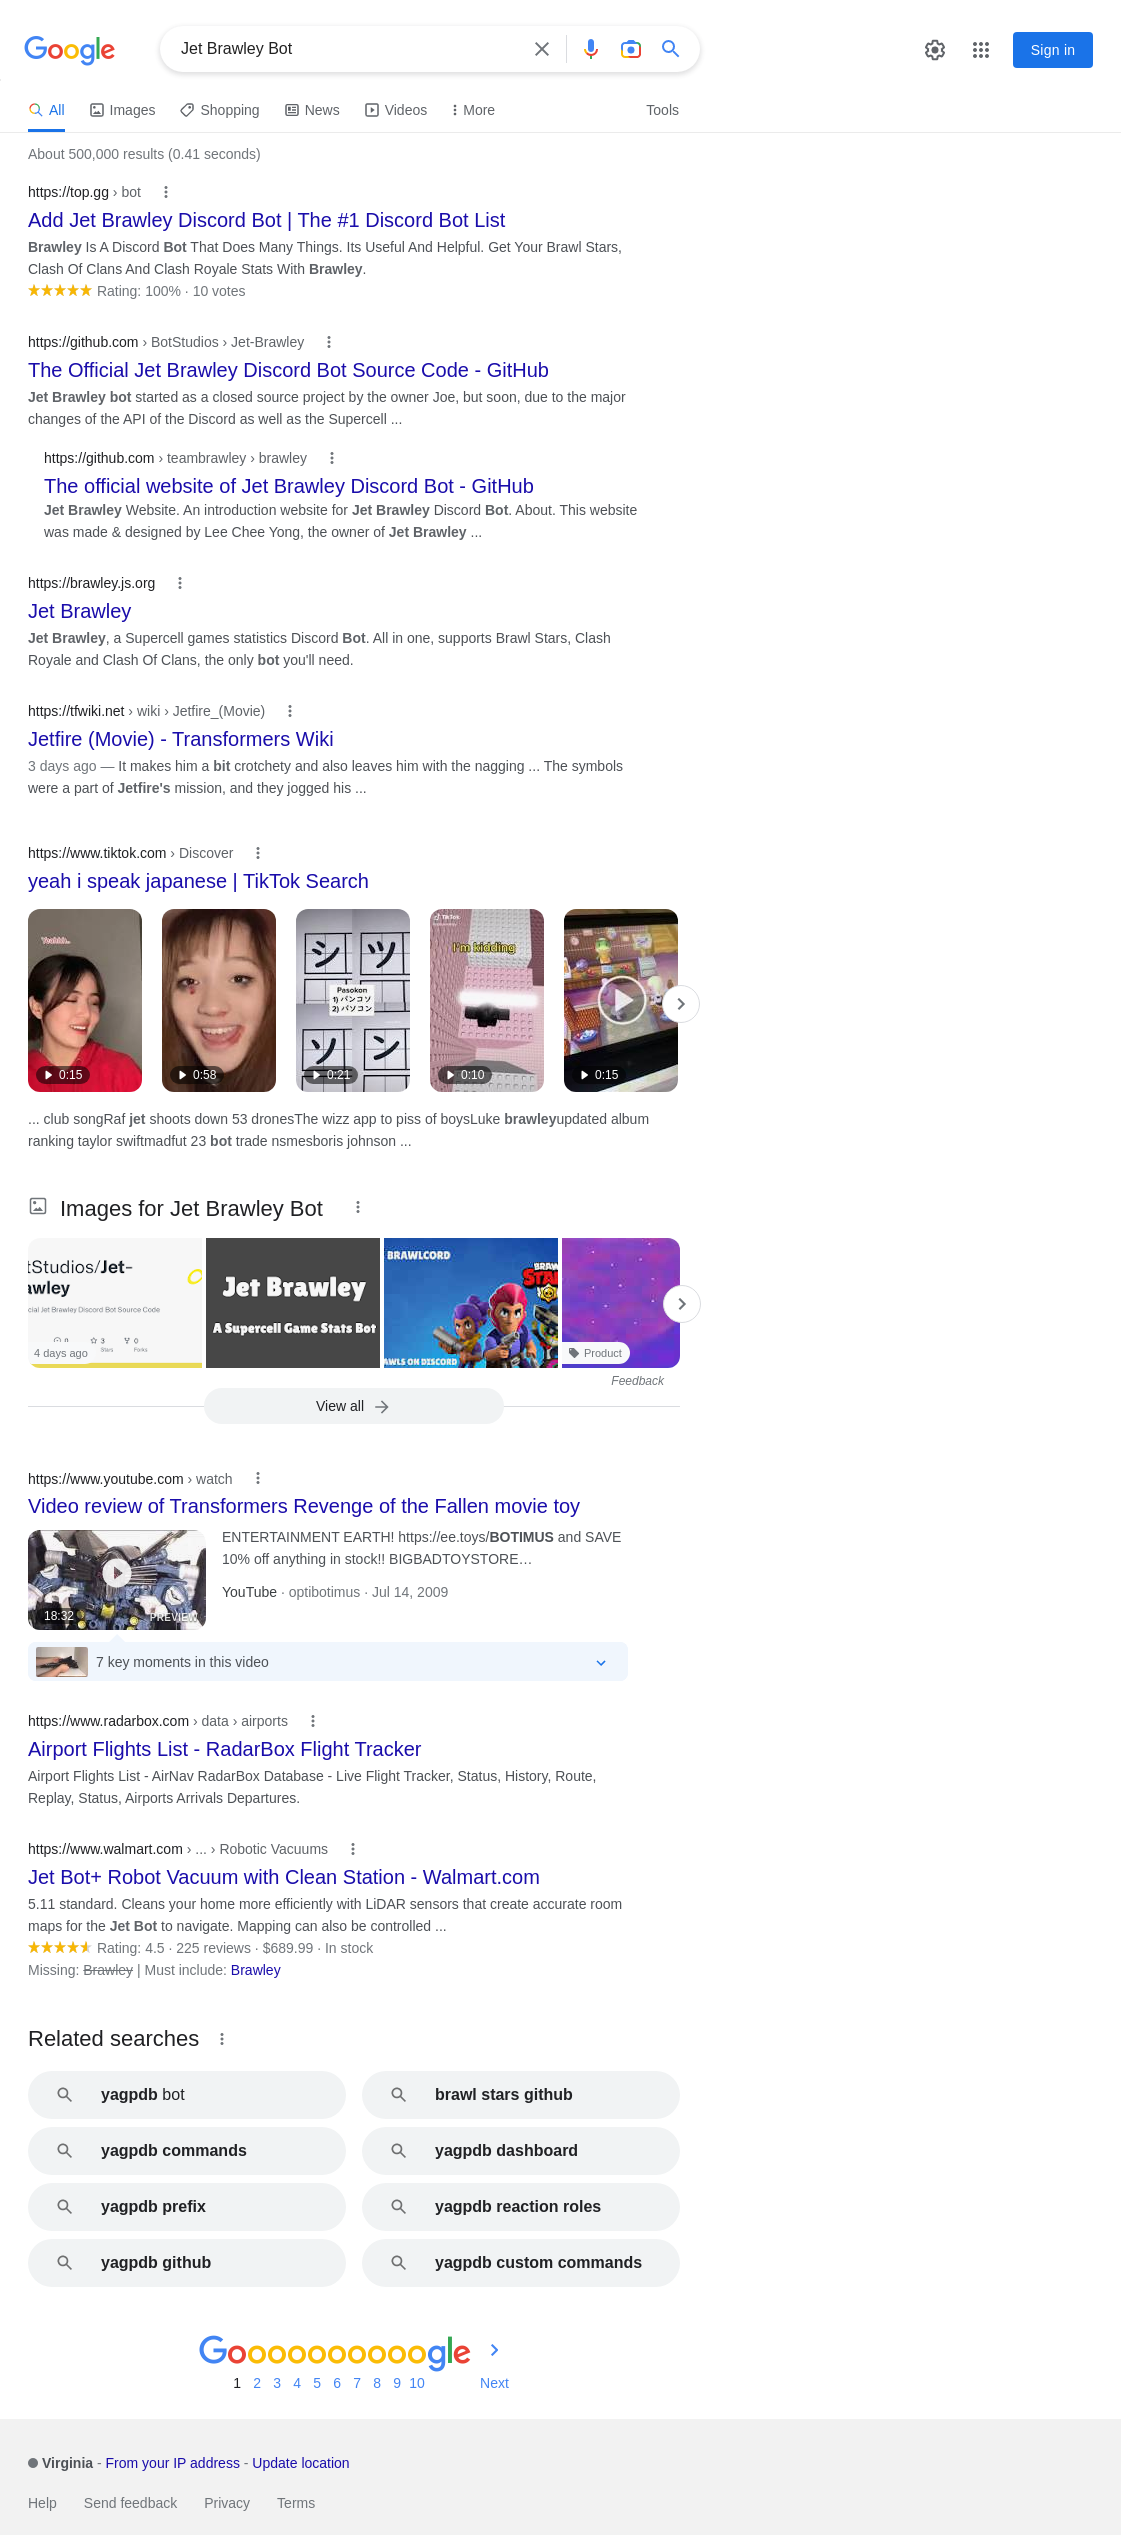 Google
Jet Brawley Bot
Sign in
All Images Shopping News Videos More Tools
About 500,000 results (0.41 seconds)
https://top.gg › bot
Add Jet Brawley Discord Bot | The #1 Discord Bot List
Brawley Is A Discord Bot That Does Many Things. Its Useful And Helpful. Get Your Brawl Stars,
Clash Of Clans And Clash Royale Stats With Brawley.
Rating: 100% · 10 votes
https://github.com › BotStudios › Jet-Brawley
The Official Jet Brawley Discord Bot Source Code - GitHub
Jet Brawley bot started as a closed source project by the owner Joe, but soon, due to the major
changes of the API of the Discord as well as the Supercell ...
https://github.com › teambrawley › brawley
The official website of Jet Brawley Discord Bot - GitHub
Jet Brawley Website. An introduction website for Jet Brawley Discord Bot. About. This website
was made & designed by Lee Chee Yong, the owner of Jet Brawley ...
https://brawley.js.org
Jet Brawley
Jet Brawley, a Supercell games statistics Discord Bot. All in one, supports Brawl Stars, Clash
Royale and Clash Of Clans, the only bot you'll need.
https://tfwiki.net › wiki › Jetfire_(Movie)
Jetfire (Movie) - Transformers Wiki
3 days ago — It makes him a bit crotchety and also leaves him with the nagging ... The symbols
were a part of Jetfire's mission, and they jogged his ...
https://www.tiktok.com › Discover
yeah i speak japanese | TikTok Search
Yeahhh..
シ ツ
Pasokon
1) パンコソ
2) パソコン
ソ ン
TikTok
I'm kidding
0:15 0:58 0:21 0:10 0:15
... club songRaf jet shoots down 53 dronesThe wizz app to piss of boysLuke brawleyupdated album
ranking taylor swiftmadfut 23 bot trade nsmesboris johnson ...
Images for Jet Brawley Bot
tStudios/Jet-
awley
cial Jet Brawley Discord Bot Source Code
0 3 0
Stars Forks
4 days ago
Jet Brawley
A Supercell Game Stats Bot
BRAWLCORD
BRAW
STA
AWLS ON DISCORD
Product
Feedback
View all
https://www.youtube.com › watch
Video review of Transformers Revenge of the Fallen movie toy
ENTERTAINMENT EARTH! https://ee.toys/BOTIMUS and SAVE
10% off anything in stock!! BIGBADTOYSTORE…
YouTube · optibotimus · Jul 14, 2009
18:32 PREVIEW
7 key moments in this video
https://www.radarbox.com › data › airports
Airport Flights List - RadarBox Flight Tracker
Airport Flights List - AirNav RadarBox Database - Live Flight Tracker, Status, History, Route,
Replay, Status, Airports Arrivals Departures.
https://www.walmart.com › ... › Robotic Vacuums
Jet Bot+ Robot Vacuum with Clean Station - Walmart.com
5.11 standard. Cleans your home more efficiently with LiDAR sensors that create accurate room
maps for the Jet Bot to navigate. Mapping can also be controlled ...
Rating: 4.5 · 225 reviews · $689.99 · In stock
Missing: Brawley | Must include: Brawley
Related searches
yagpdb bot
brawl stars github
yagpdb commands
yagpdb dashboard
yagpdb prefix
yagpdb reaction roles
yagpdb github
yagpdb custom commands
Goooooooooogle
1 2 3 4 5 6 7 8 9 10 Next
Virginia - From your IP address - Update location
Help Send feedback Privacy Terms